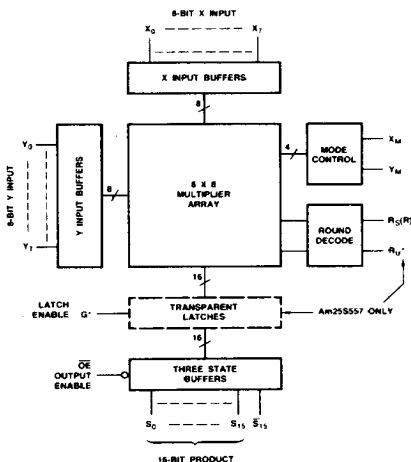 8-BIT X INPUT
X0 X7
X INPUT BUFFERS
8
Y0
8-BIT Y INPUT
Y7
Y INPUT BUFFERS
8
8 X 8
MULTIPLIER
ARRAY
4
MODE
CONTROL
XM
YM
ROUND
DECODE
RS(R)
RU*
16
LATCH
ENABLE G*
TRANSPARENT
LATCHES
Am25S557 ONLY
16
OE
OUTPUT
ENABLE
THREE STATE
BUFFERS
S0 S15 S15
16-BIT PRODUCT